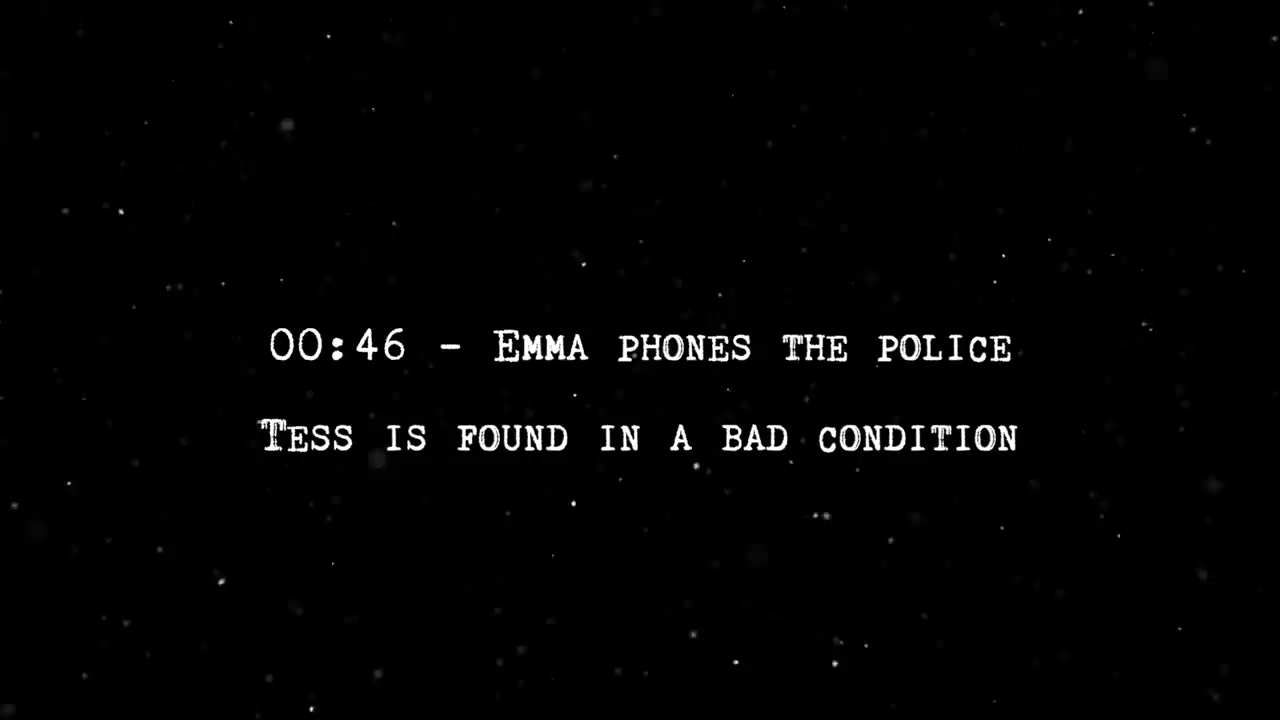 00:46 - Emma phones the police
Tess is found in a bad condition